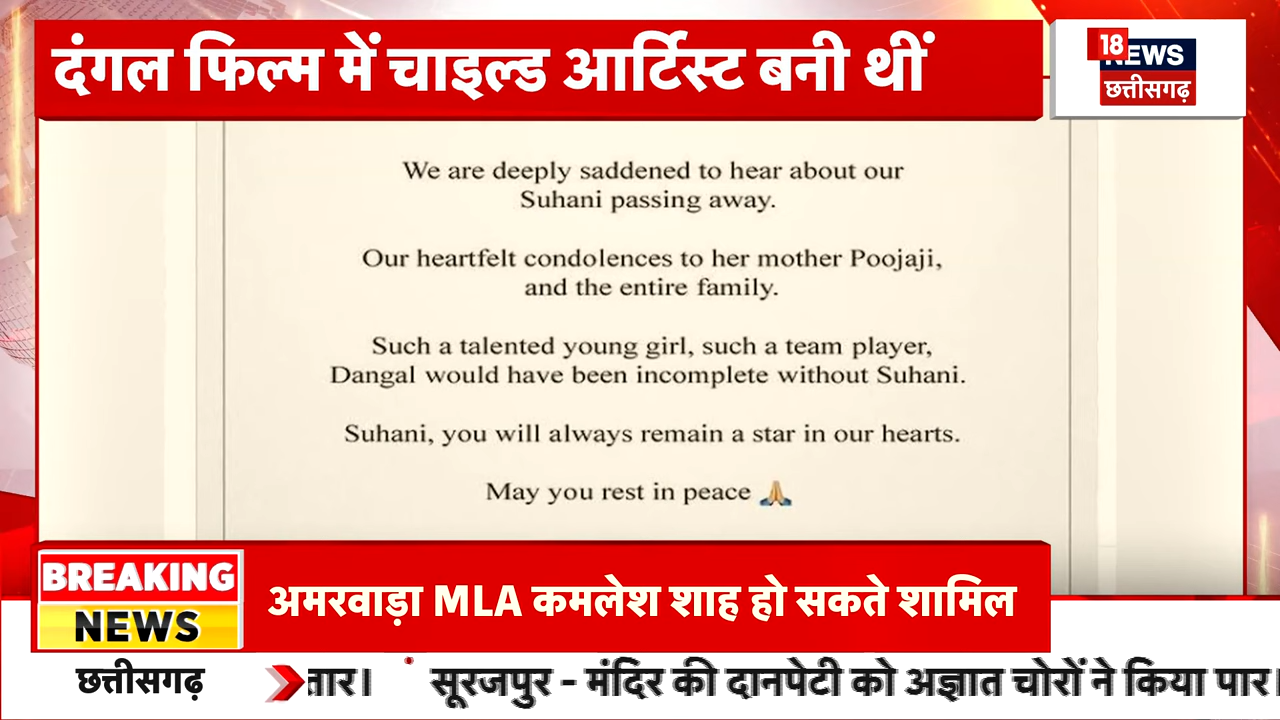 दंगल फिल्म में चाइल्ड आर्टिस्ट बनी थीं
18
NEWS
छत्तीसगढ़
We are deeply saddened to hear about our
Suhani passing away.
Our heartfelt condolences to her mother Poojaji,
and the entire family.
Such a talented young girl, such a team player,
Dangal would have been incomplete without Suhani.
Suhani, you will always remain a star in our hearts.
May you rest in peace 🙏
BREAKING
NEWS
अमरवाड़ा MLA कमलेश शाह हो सकते शामिल
छत्तीसगढ़
सूरजपुर - मंदिर की दानपेटी को अज्ञात चोरों ने किया पार।